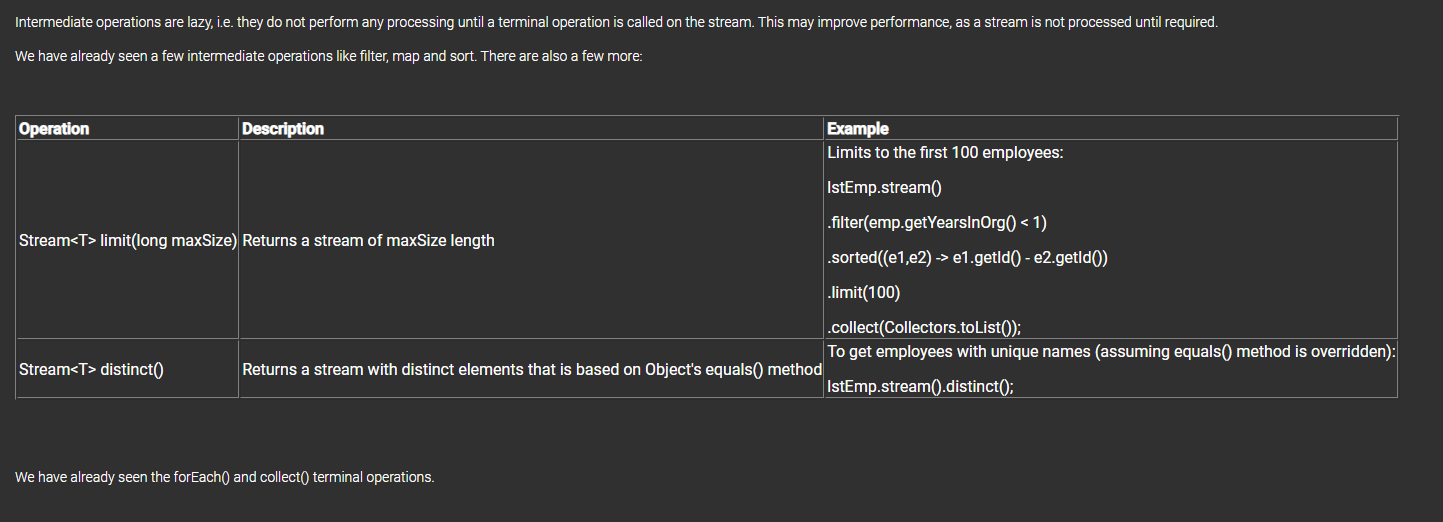 Intermediate operations are lazy, i.e. they do not perform any processing until a terminal operation is called on the stream. This may improve performance, as a stream is not processed until required.
We have already seen a few intermediate operations like filter, map and sort. There are also a few more:
Operation
Description
Example
Stream<T> limit(long maxSize)
Returns a stream of maxSize length
Limits to the first 100 employees:
lstEmp.stream()
.filter(emp.getYearsInOrg() < 1)
.sorted((e1,e2) -> e1.getId() - e2.getId())
.limit(100)
.collect(Collectors.toList());
Stream<T> distinct()
Returns a stream with distinct elements that is based on Object's equals() method
To get employees with unique names (assuming equals() method is overridden):
lstEmp.stream().distinct();
We have already seen the forEach() and collect() terminal operations.